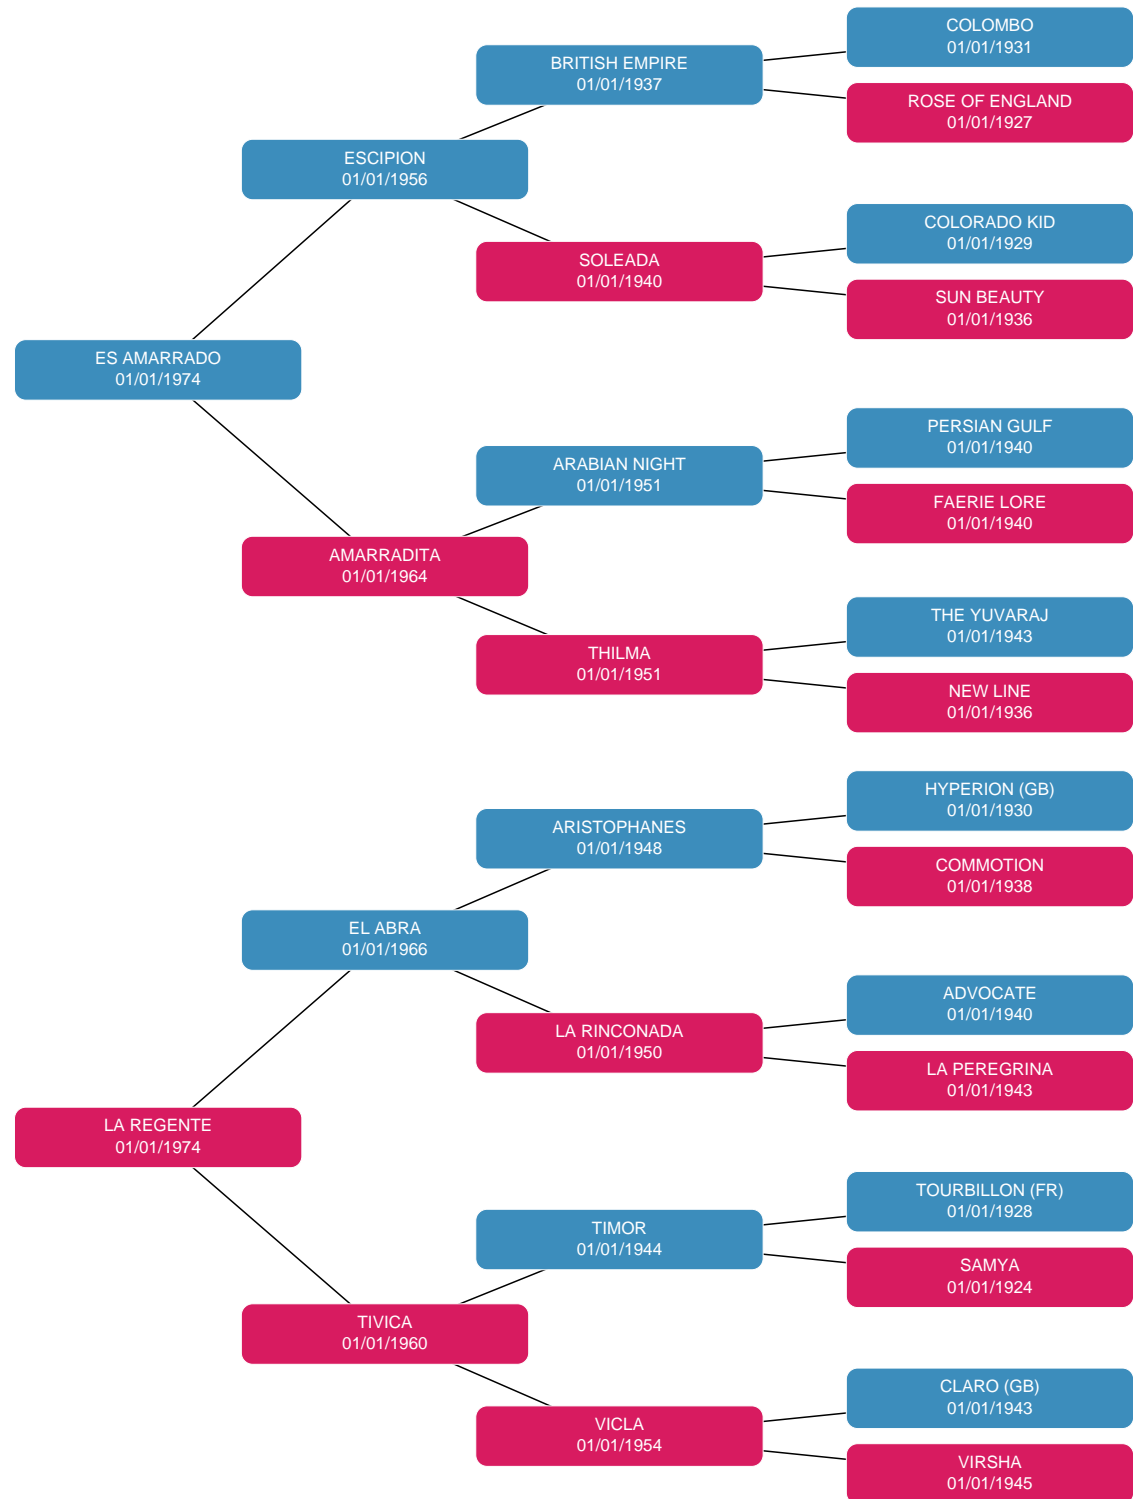 COLOMBO
01/01/1931
BRITISH EMPIRE
01/01/1937
ROSE OF ENGLAND
01/01/1927
ESCIPION
01/01/1956
COLORADO KID
01/01/1929
SOLEADA
01/01/1940
SUN BEAUTY
01/01/1936
ES AMARRADO
01/01/1974
PERSIAN GULF
01/01/1940
ARABIAN NIGHT
01/01/1951
FAERIE LORE
01/01/1940
AMARRADITA
01/01/1964
THE YUVARAJ
01/01/1943
THILMA
01/01/1951
NEW LINE
01/01/1936
HYPERION (GB)
01/01/1930
ARISTOPHANES
01/01/1948
COMMOTION
01/01/1938
EL ABRA
01/01/1966
ADVOCATE
01/01/1940
LA RINCONADA
01/01/1950
LA PEREGRINA
01/01/1943
LA REGENTE
01/01/1974
TOURBILLON (FR)
01/01/1928
TIMOR
01/01/1944
SAMYA
01/01/1924
TIVICA
01/01/1960
CLARO (GB)
01/01/1943
VICLA
01/01/1954
VIRSHA
01/01/1945